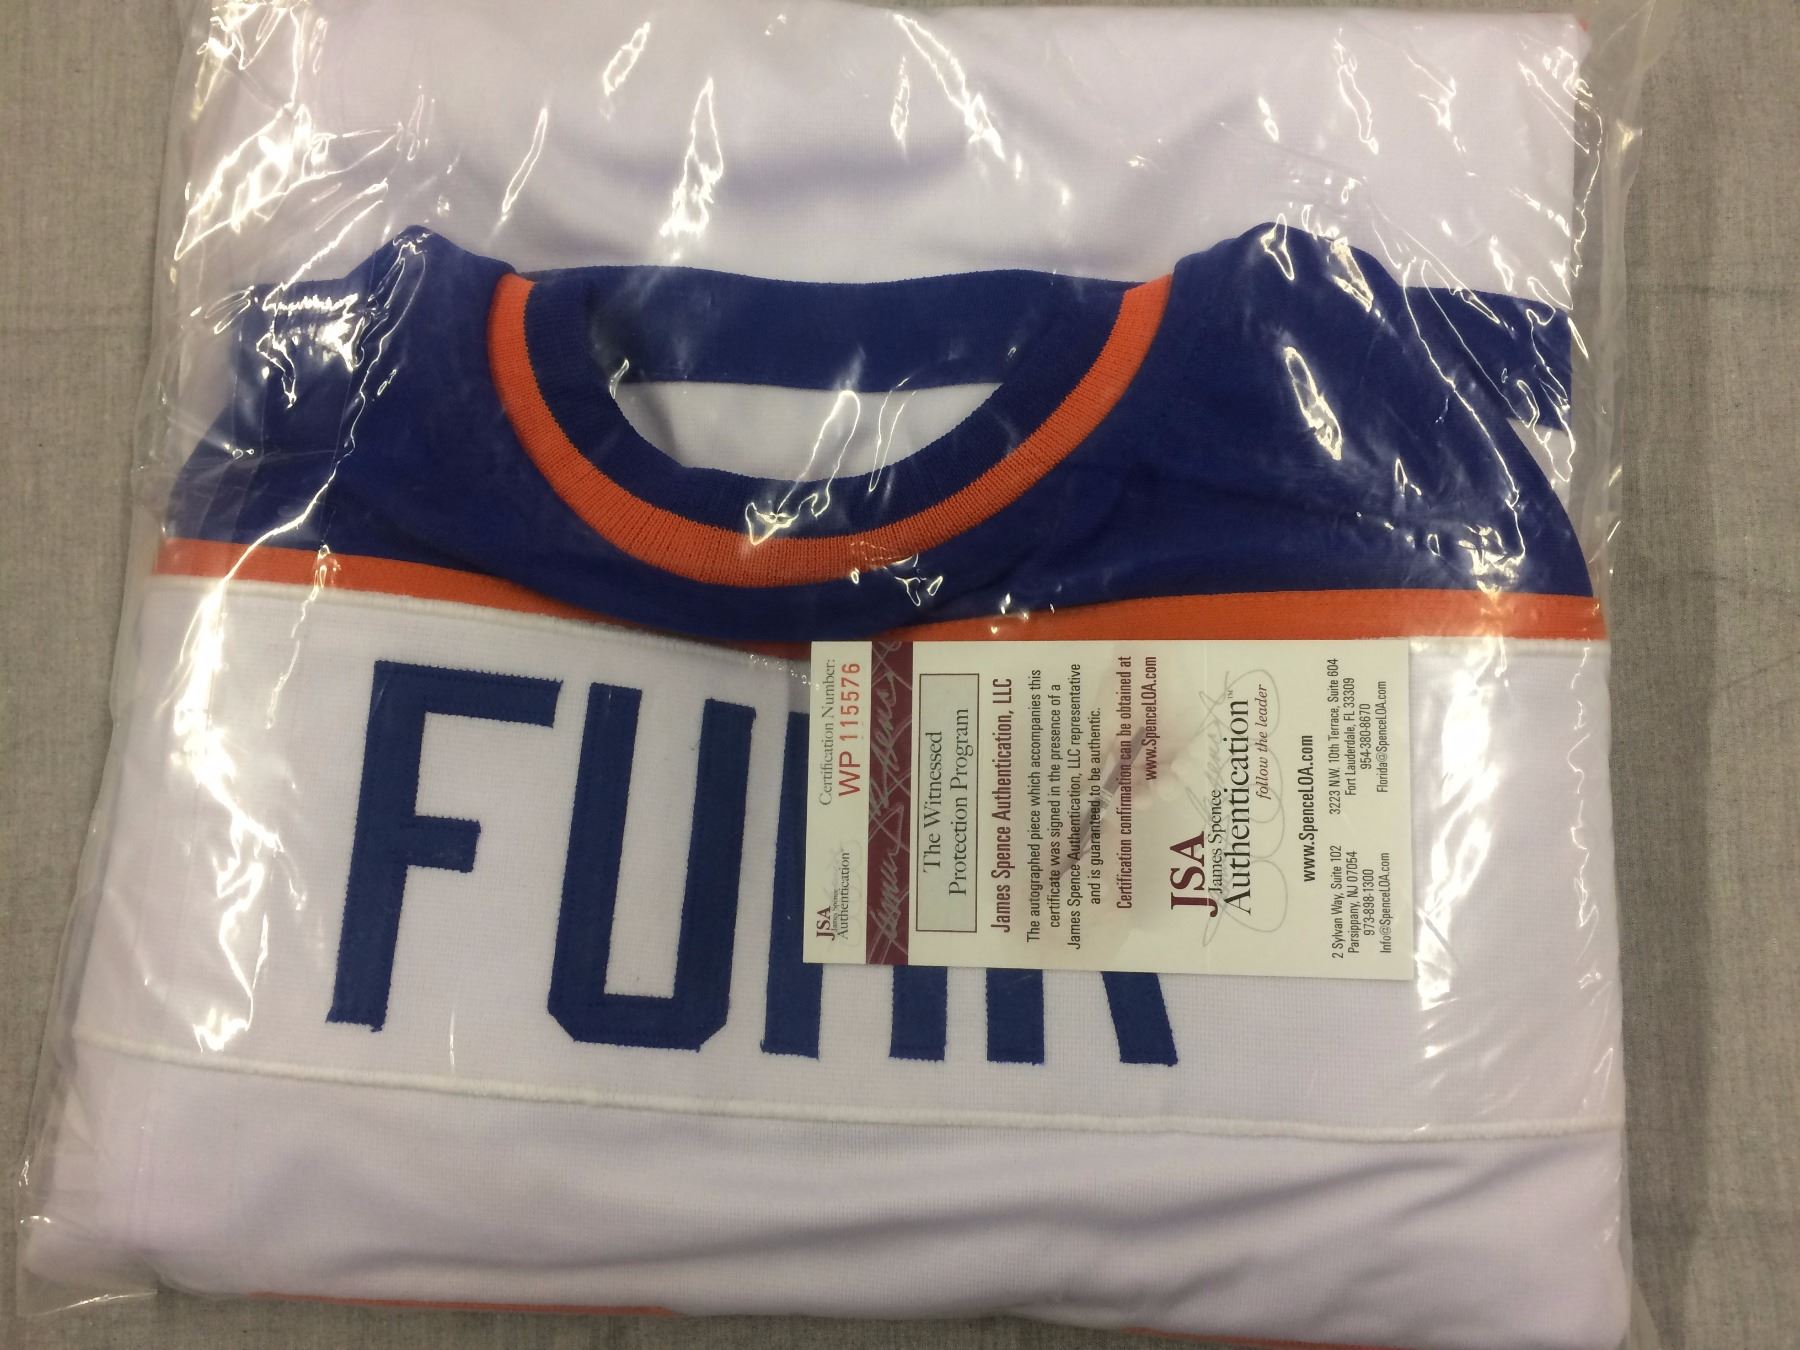 FUHR
Certification Number:
WP 115576
JSA
James Spence
Authentication
The Witnessed
Protection Program
James Spence Authentication, LLC
The autographed piece which accompanies this
certificate was signed in the presence of a
James Spence Authentication, LLC representative
and is guaranteed to be authentic.
Certification confirmation can be obtained at
www.SpenceLOA.com
JSA
James Spence
Authentication™
follow the leader
www.SpenceLOA.com
2 Sylvan Way, Suite 102
Parsippany, NJ 07054
973-898-1300
Info@SpenceLOA.com
3223 N.W. 10th Terrace, Suite 604
Fort Lauderdale, FL 33309
954-380-8670
Florida@SpenceLOA.com